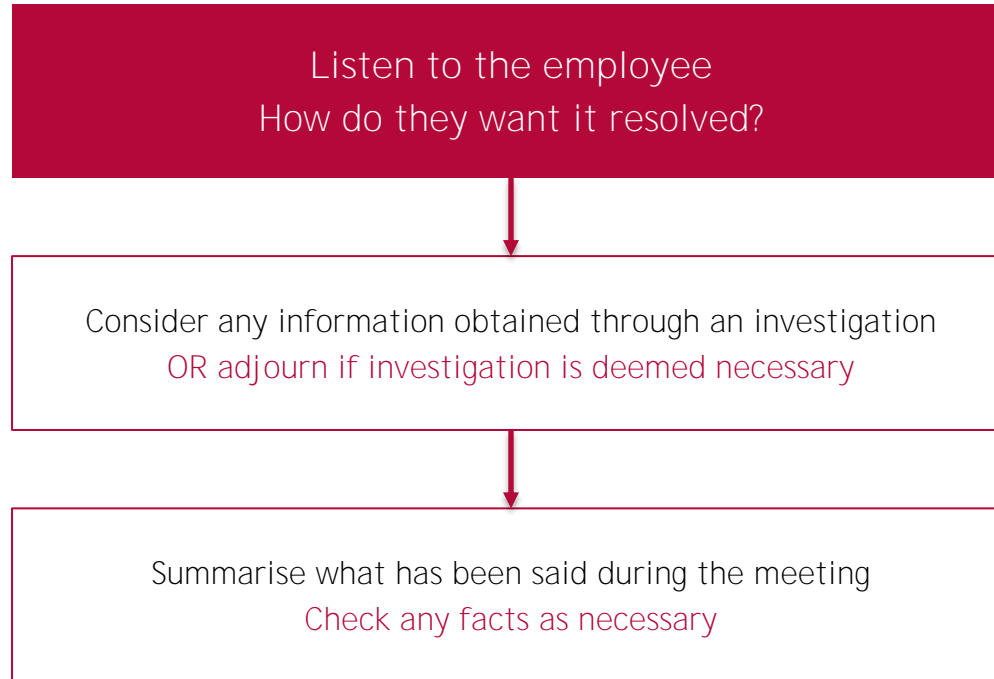 Listen to the employee
How do they want it resolved?
Consider any information obtained through an investigation
OR adjourn if investigation is deemed necessary
Summarise what has been said during the meeting
Check any facts as necessary